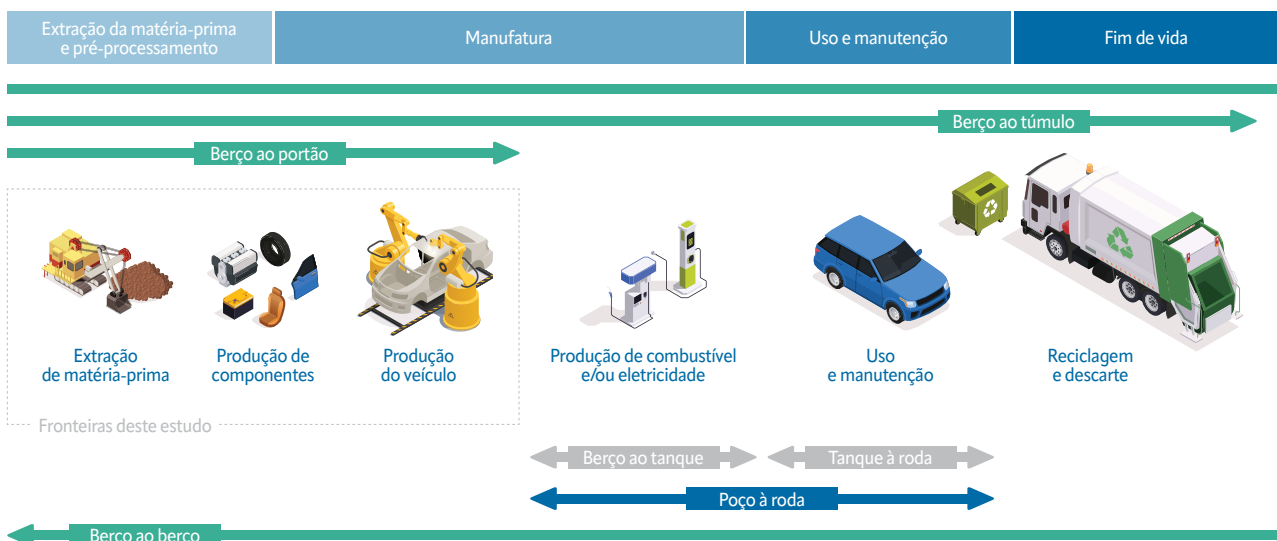 Extração da matéria-prima
e pré-processamento
Manufatura
Uso e manutenção
Fim de vida
Berço ao túmulo
Berço ao portão
Extração
de matéria-prima
Produção de
componentes
Produção
do veículo
Produção de combustível
e/ou eletricidade
Uso
e manutenção
Reciclagem
e descarte
Fronteiras deste estudo
Berço ao tanque
Tanque à roda
Poço à roda
Berço ao berço